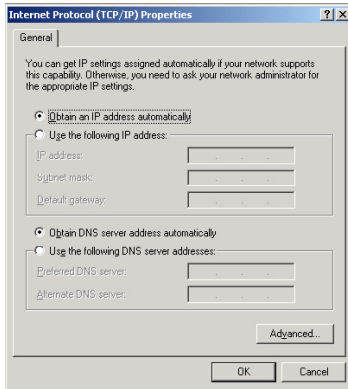 Internet Protocol (TCP/IP) Properties
General
You can get IP settings assigned automatically if your network supports
this capability. Otherwise, you need to ask your network administrator for
the appropriate IP settings.
Obtain an IP address automatically
Use the following IP address:
IP address:
Subnet mask:
Default gateway:
Obtain DNS server address automatically
Use the following DNS server addresses:
Preferred DNS server:
Alternate DNS server:
Advanced...
OK Cancel